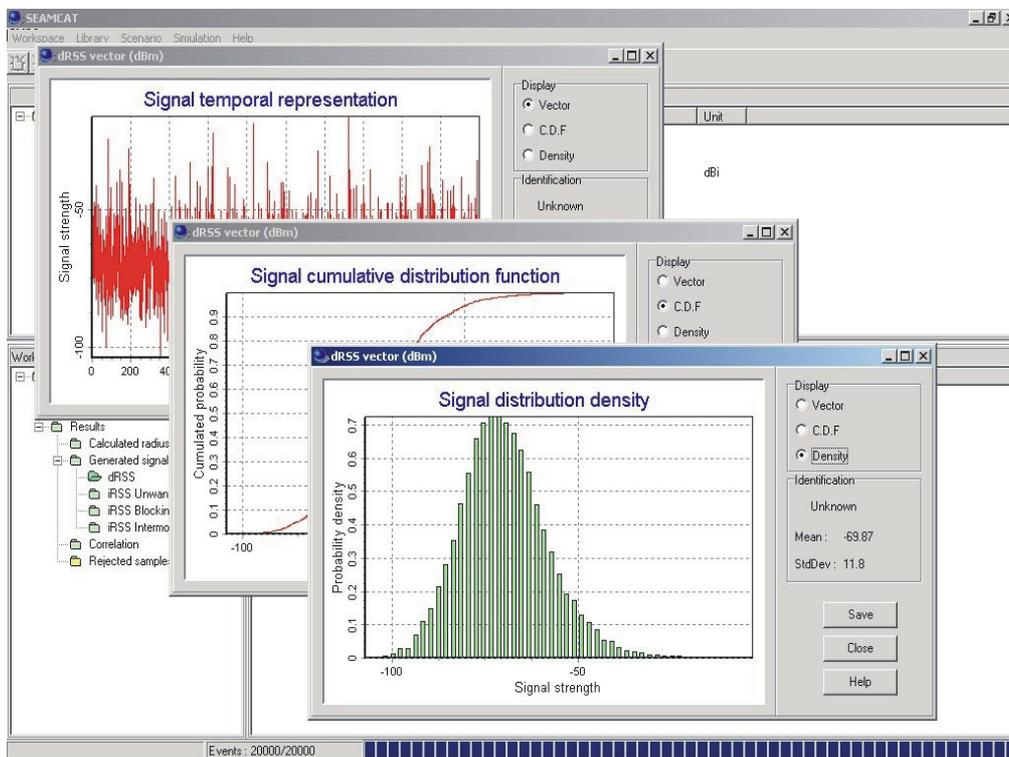 SEAMCAT
Workspace Library Scenario Simulation Help
dRSS vector (dBm)
Signal temporal representation
Signal strength
-50
-100
0 200
Display
Vector
C.D.F
Density
Identification
Unknown
Unit
dBi
dRSS vector (dBm)
Signal cumulative distribution function
Cumulated probability
0.9
0.8
0.7
0.6
0.5
0.4
0.3
0.2
0.1
0
-100
Display
Vector
C.D.F
Density
dRSS vector (dBm)
Signal distribution density
Probability density
0.7
0.6
0.5
0.4
0.3
0.2
0.1
0
-100 -50
Signal strength
Display
Vector
C.D.F
Density
Identification
Unknown
Mean : -69.87
StdDev : 11.8
Save
Close
Help
Results
Calculated radius
Generated signal
dRSS
iRSS Unwan
iRSS Blockin
iRSS Intermo
Correlation
Rejected sample
Events : 20000/20000